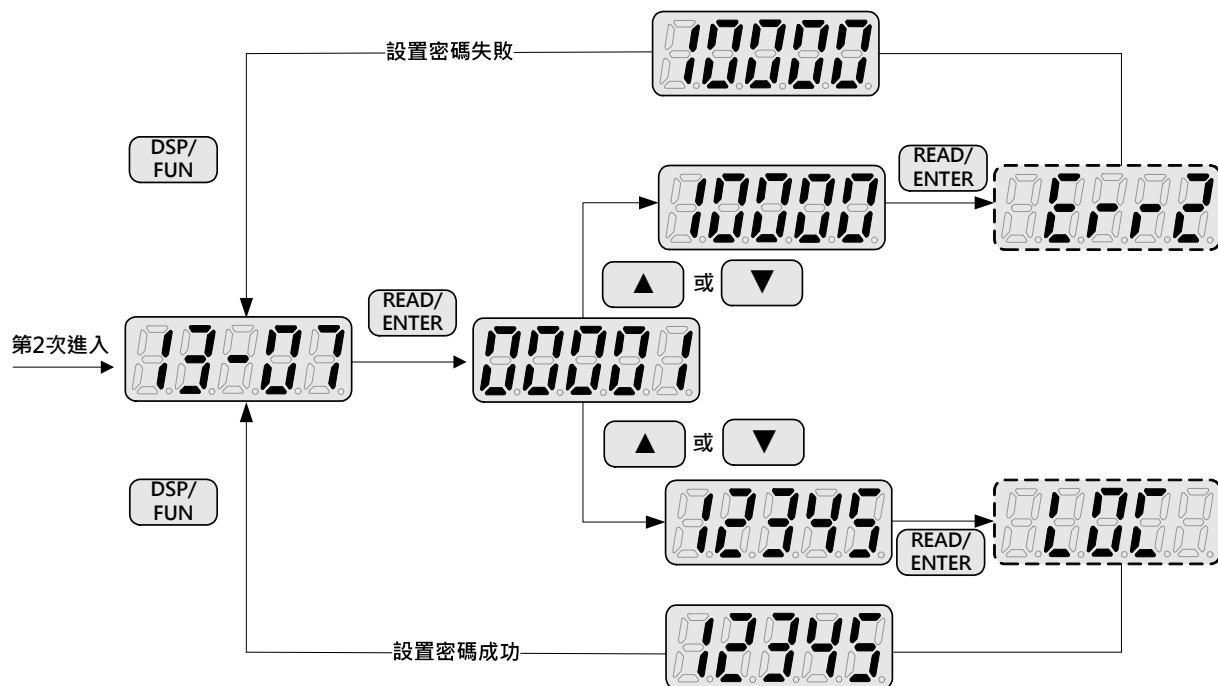 10000
設置密碼失敗
DSP/
FUN
READ/
ENTER
10000
Err2
▲ 或 ▼
READ/
ENTER
第2次進入
13-07
00001
▲ 或 ▼
DSP/
FUN
12345
READ/
ENTER
LOC
設置密碼成功
12345